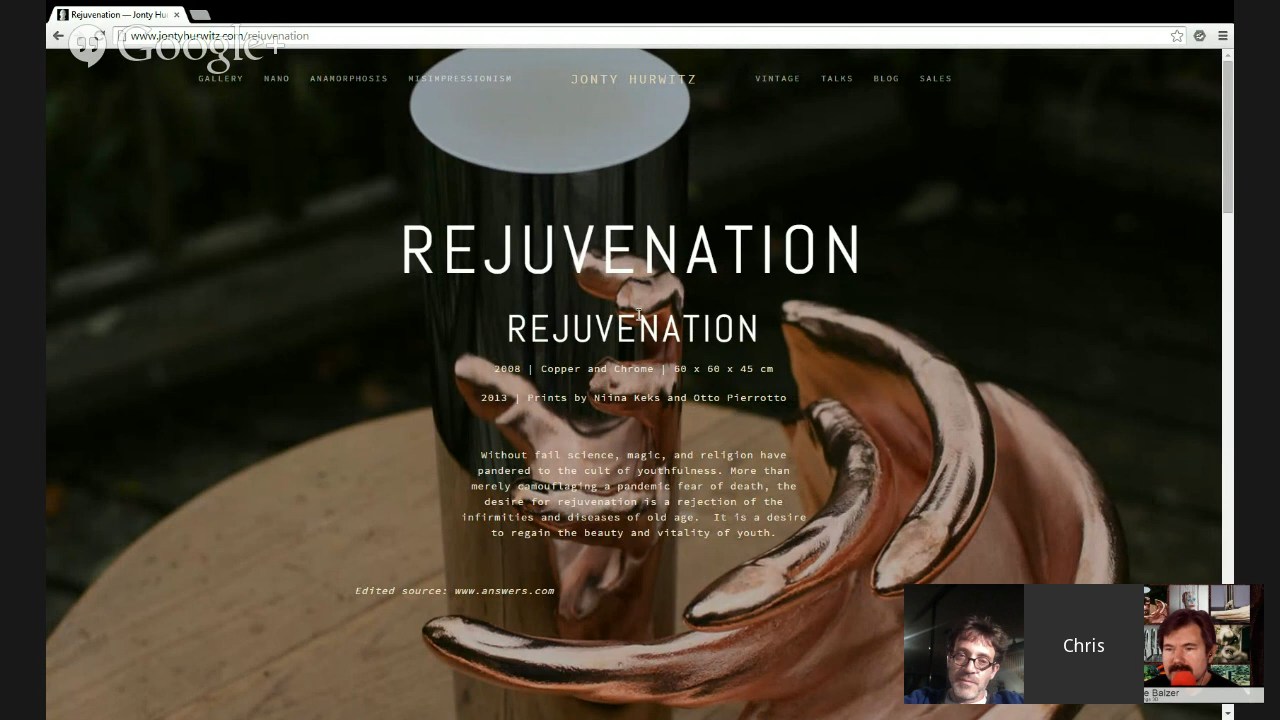 Rejuvenation — Jonty Hu
www.jontyhurwitz.com/rejuvenation
Google+
GALLERY NANO ANAMORPHOSIS MISIMPRESSIONISM JONTY HURWITZ VINTAGE TALKS BLOG SALES
REJUVENATION
REJUVENATION
2008 | Copper and Chrome | 60 x 60 x 45 cm
2013 | Prints by Niina Keks and Otto Pierrotto
Without fail science, magic, and religion have
pandered to the cult of youthfulness. More than
merely camouflaging a pandemic fear of death, the
desire for rejuvenation is a rejection of the
infirmities and diseases of old age. It is a desire
to regain the beauty and vitality of youth.
Edited source: www.answers.com
Chris
e Balzer